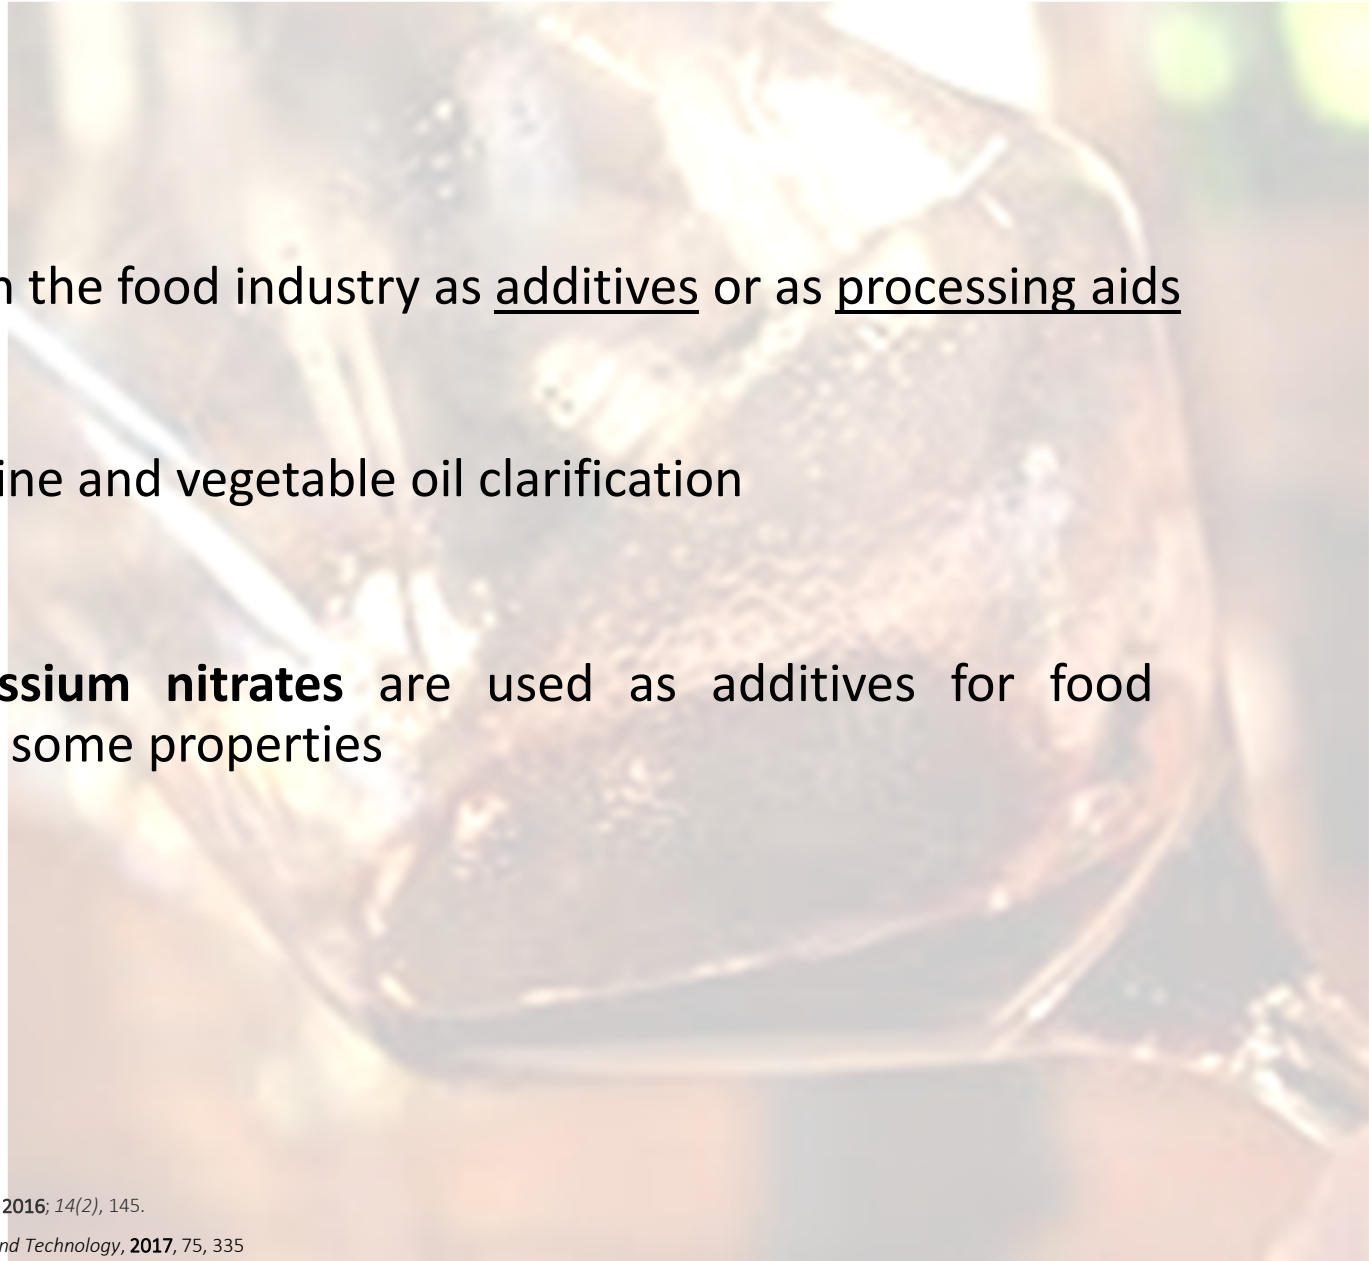 n the food industry as additives or as processing aids
ine and vegetable oil clarification
ssium nitrates are used as additives for food
some properties
2016; 14(2), 145.
nd Technology, 2017, 75, 335